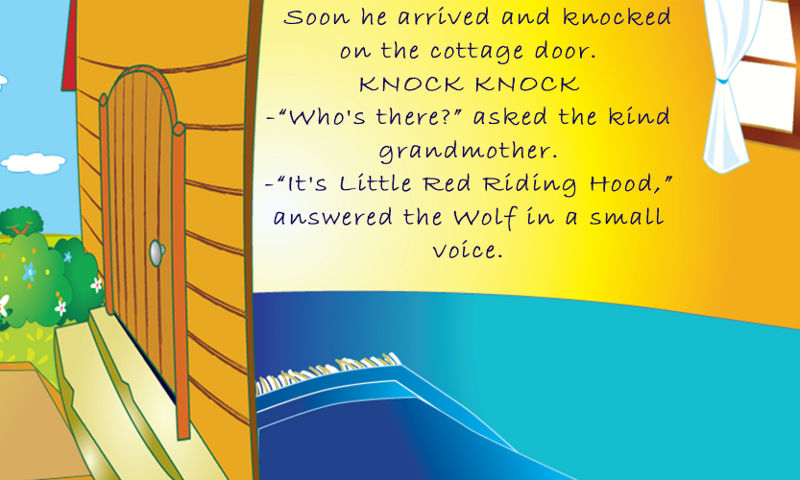 Soon he arrived and knocked
on the cottage door.
KNOCK KNOCK
-“Who's there?” asked the kind
grandmother.
-“It's Little Red Riding Hood,”
answered the Wolf in a small
voice.